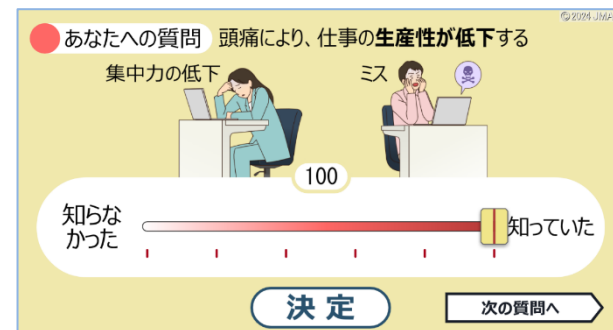 ©2024 JMA
あなたへの質問 頭痛により、仕事の生産性が低下する
集中力の低下 ミス
100
知らな
かった
知っていた
決定
次の質問へ